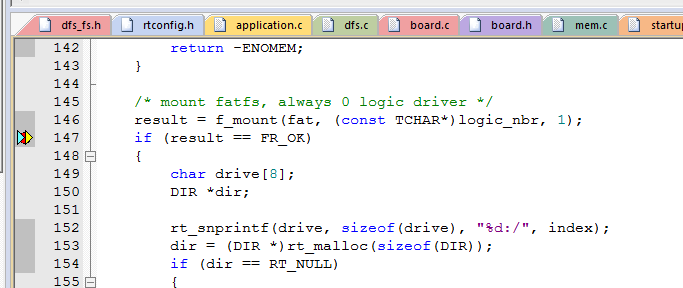 dfs_fs.h rtconfig.h application.c dfs.c board.c board.h mem.c startu
142 return -ENOMEM;
143 }
144
145 /* mount fatfs, always 0 logic driver */
146 result = f_mount(fat, (const TCHAR*)logic_nbr, 1);
147 if (result == FR_OK)
148 {
149 char drive[8];
150 DIR *dir;
151
152 rt_snprintf(drive, sizeof(drive), "%d:/", index);
153 dir = (DIR *)rt_malloc(sizeof(DIR));
154 if (dir == RT_NULL)
155 {